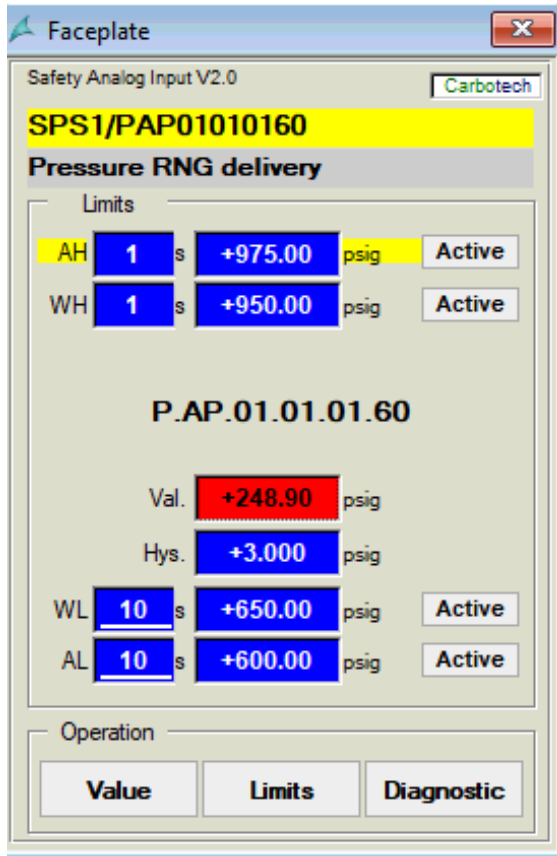 Faceplate
Safety Analog Input V2.0 Carbotech
SPS1/PAP01010160
Pressure RNG delivery
Limits
AH 1 s +975.00 psig Active
WH 1 s +950.00 psig Active
P.AP.01.01.01.60
Val. +248.90 psig
Hys. +3.000 psig
WL 10 s +650.00 psig Active
AL 10 s +600.00 psig Active
Operation
Value Limits Diagnostic